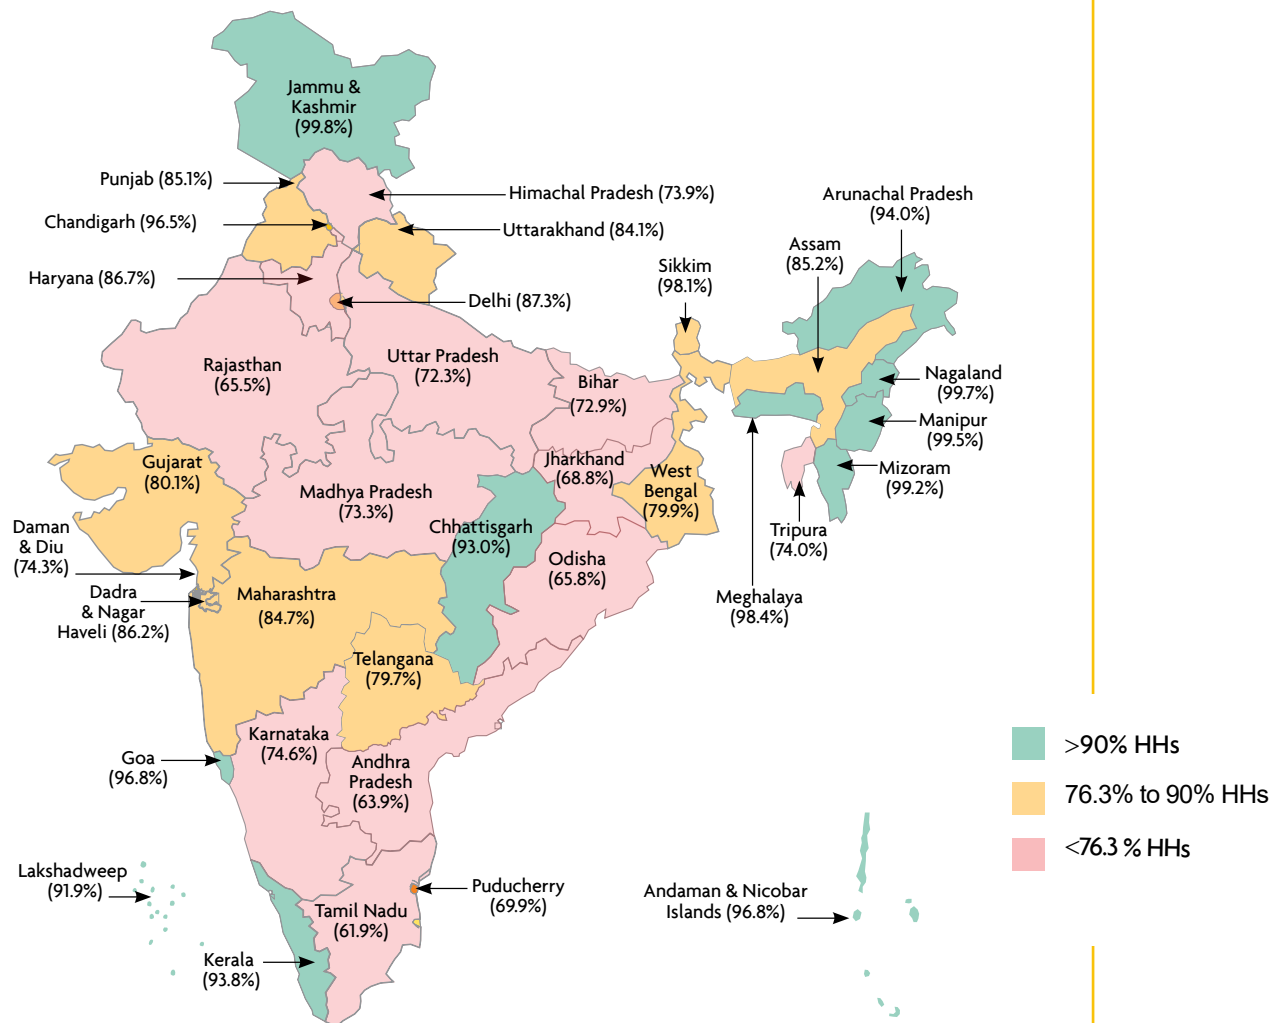 Jammu &
Kashmir
(99.8%)
Punjab (85.1%)
Himachal Pradesh (73.9%)
Chandigarh (96.5%)
Uttarakhand (84.1%)
Arunachal Pradesh
(94.0%)
Assam
(85.2%)
Sikkim
(98.1%)
Haryana (86.7%)
Delhi (87.3%)
Rajasthan
(65.5%)
Uttar Pradesh
(72.3%)
Bihar
(72.9%)
Nagaland
(99.7%)
Manipur
(99.5%)
Mizoram
(99.2%)
Tripura
(74.0%)
Meghalaya
(98.4%)
Gujarat
(80.1%)
Madhya Pradesh
(73.3%)
Jharkhand
(68.8%)
West
Bengal
(79.9%)
Chhattisgarh
(93.0%)
Odisha
(65.8%)
Daman
& Diu
(74.3%)
Dadra
& Nagar
Haveli (86.2%)
Maharashtra
(84.7%)
Telangana
(79.7%)
Karnataka
(74.6%)
Goa
(96.8%)
Andhra
Pradesh
(63.9%)
>90% HHs
76.3% to 90% HHs
<76.3 % HHs
Lakshadweep
(91.9%)
Puducherry
(69.9%)
Tamil Nadu
(61.9%)
Kerala
(93.8%)
Andaman & Nicobar
Islands (96.8%)